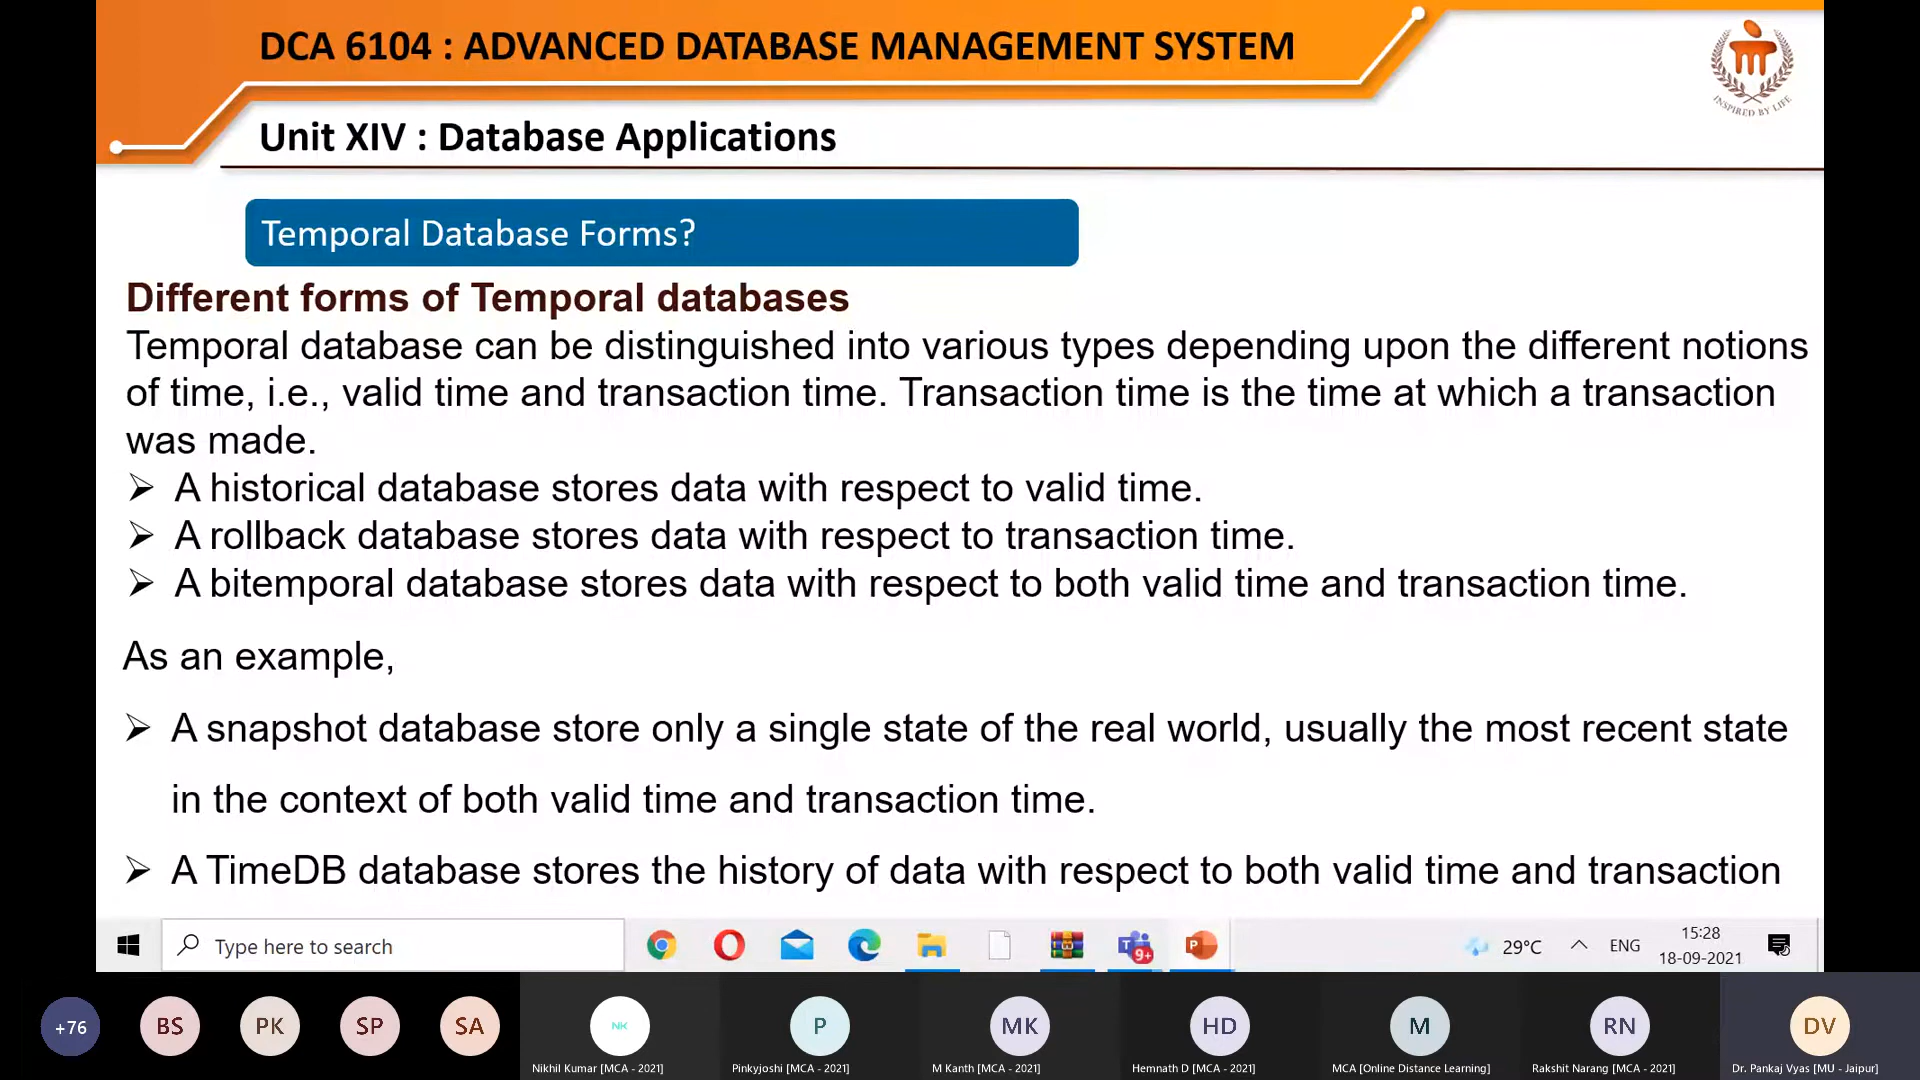 DCA 6104 : ADVANCED DATABASE MANAGEMENT SYSTEM
INSPIRED BY LIFE
Unit XIV : Database Applications
Temporal Database Forms?
Different forms of Temporal databases
Temporal database can be distinguished into various types depending upon the different notions
of time, i.e., valid time and transaction time. Transaction time is the time at which a transaction
was made.
➢ A historical database stores data with respect to valid time.
➢ A rollback database stores data with respect to transaction time.
➢ A bitemporal database stores data with respect to both valid time and transaction time.
As an example,
➢ A snapshot database store only a single state of the real world, usually the most recent state
in the context of both valid time and transaction time.
➢ A TimeDB database stores the history of data with respect to both valid time and transaction
Type here to search
9+
29°C
ENG
15:28
18-09-2021
+76
BS
PK
SP
SA
NK
P
MK
HD
M
RN
DV
Nikhil Kumar [MCA - 2021]
Pinkyjoshi [MCA - 2021]
M Kanth [MCA - 2021]
Hemnath D [MCA - 2021]
MCA [Online Distance Learning]
Rakshit Narang [MCA - 2021]
Dr. Pankaj Vyas [MU - Jaipur]